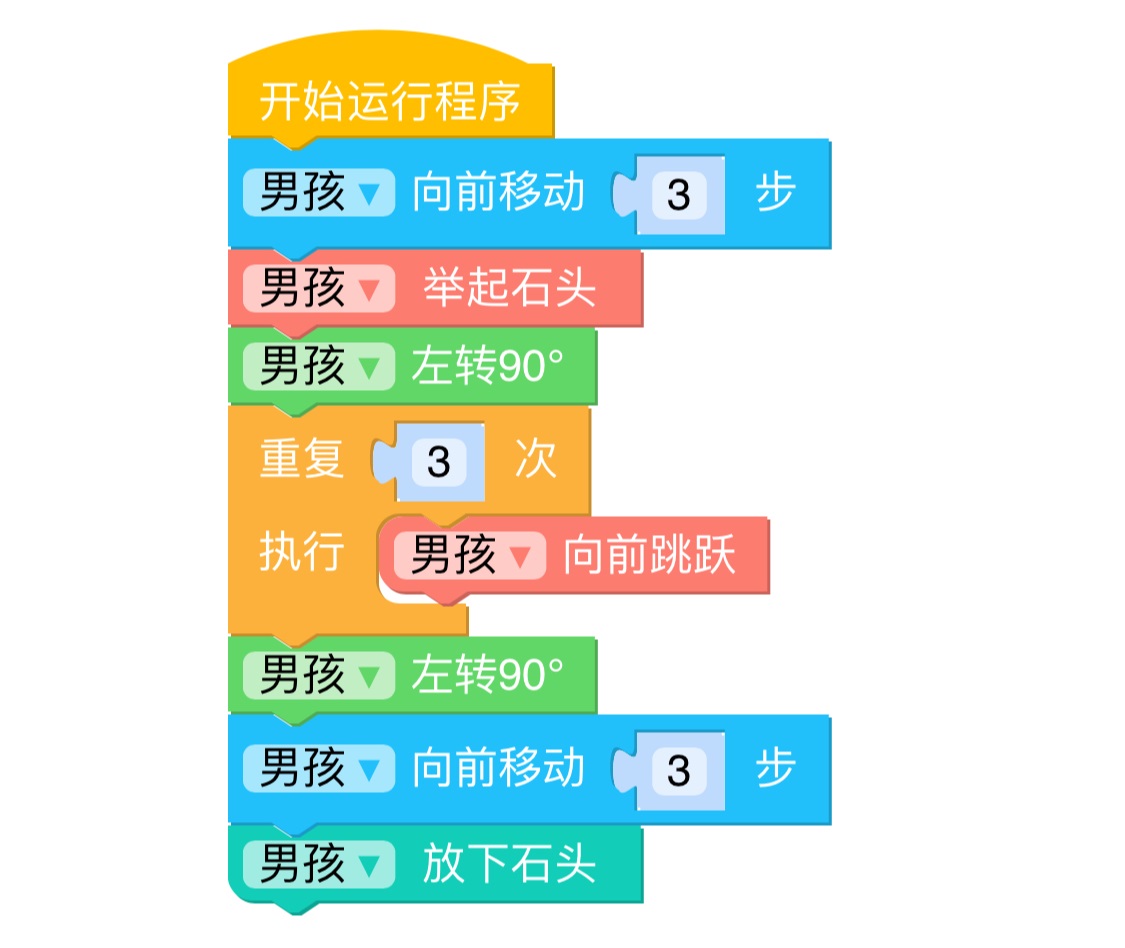 开始运行程序
男孩▼ 向前移动 3 步
男孩▼ 举起石头
男孩▼ 左转90°
重复 3 次
执行 男孩▼ 向前跳跃
男孩▼ 左转90°
男孩▼ 向前移动 3 步
男孩▼ 放下石头